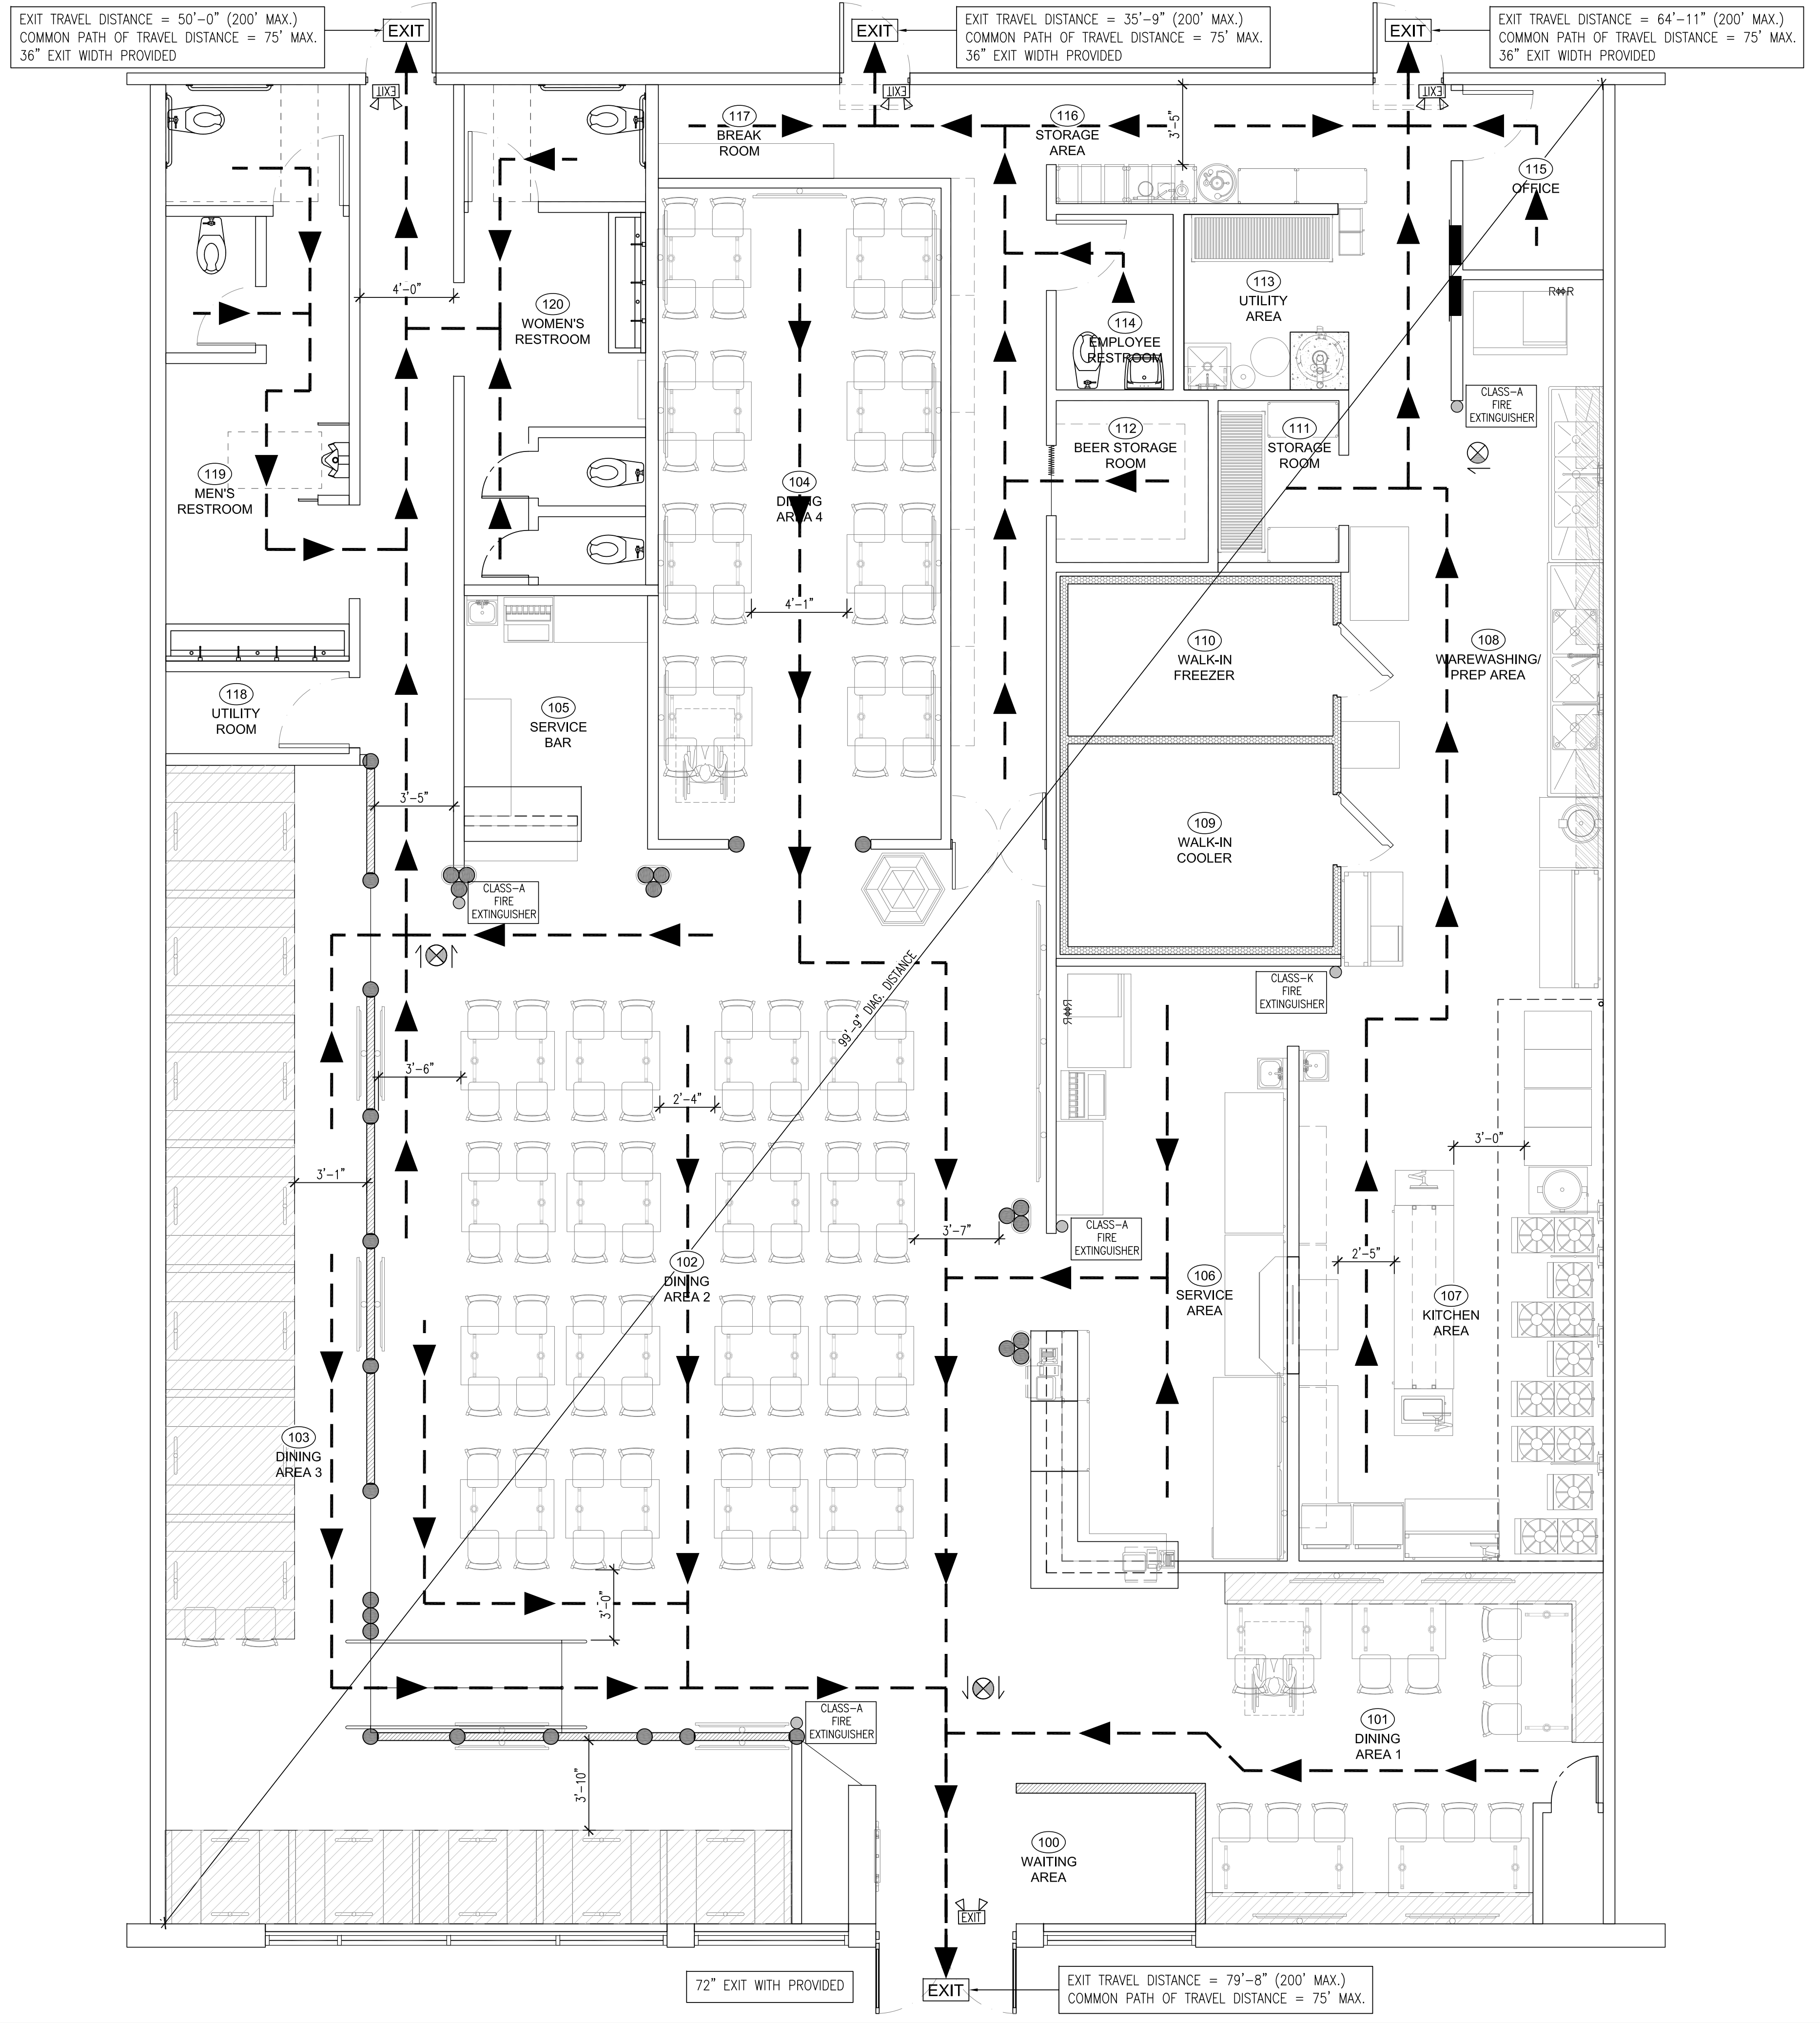 EXIT TRAVEL DISTANCE = 50'-0" (200' MAX.)
COMMON PATH OF TRAVEL DISTANCE = 75' MAX.
36" EXIT WIDTH PROVIDED
EXIT
EXIT
EXIT TRAVEL DISTANCE = 35'-9" (200' MAX.)
COMMON PATH OF TRAVEL DISTANCE = 75' MAX.
36" EXIT WIDTH PROVIDED
EXIT
EXIT TRAVEL DISTANCE = 64'-11" (200' MAX.)
COMMON PATH OF TRAVEL DISTANCE = 75' MAX.
36" EXIT WIDTH PROVIDED
EXIT
EXIT
EXIT
117
BREAK
ROOM
116
STORAGE
AREA
3'-5"
115
OFFICE
4'-0"
120
WOMEN'S
RESTROOM
113
UTILITY
AREA
114
EMPLOYEE
RESTROOM
R R
CLASS-A
FIRE
EXTINGUISHER
119
MEN'S
RESTROOM
104
DINING
AREA 4
112
BEER STORAGE
ROOM
111
STORAGE
ROOM
4'-1"
110
WALK-IN
FREEZER
108
WAREWASHING/
PREP AREA
118
UTILITY
ROOM
105
SERVICE
BAR
3'-5"
109
WALK-IN
COOLER
CLASS-A
FIRE
EXTINGUISHER
99'-9" DIAG. DISTANCE
CLASS-K
FIRE
EXTINGUISHER
R R
3'-6"
2'-4"
3'-0"
3'-1"
3'-7"
CLASS-A
FIRE
EXTINGUISHER
2'-5"
102
DINING
AREA 2
106
SERVICE
AREA
107
KITCHEN
AREA
103
DINING
AREA 3
3'-0"
CLASS-A
FIRE
EXTINGUISHER
101
DINING
AREA 1
3'-10"
100
WAITING
AREA
EXIT
72" EXIT WITH PROVIDED
EXIT
EXIT TRAVEL DISTANCE = 79'-8" (200' MAX.)
COMMON PATH OF TRAVEL DISTANCE = 75' MAX.